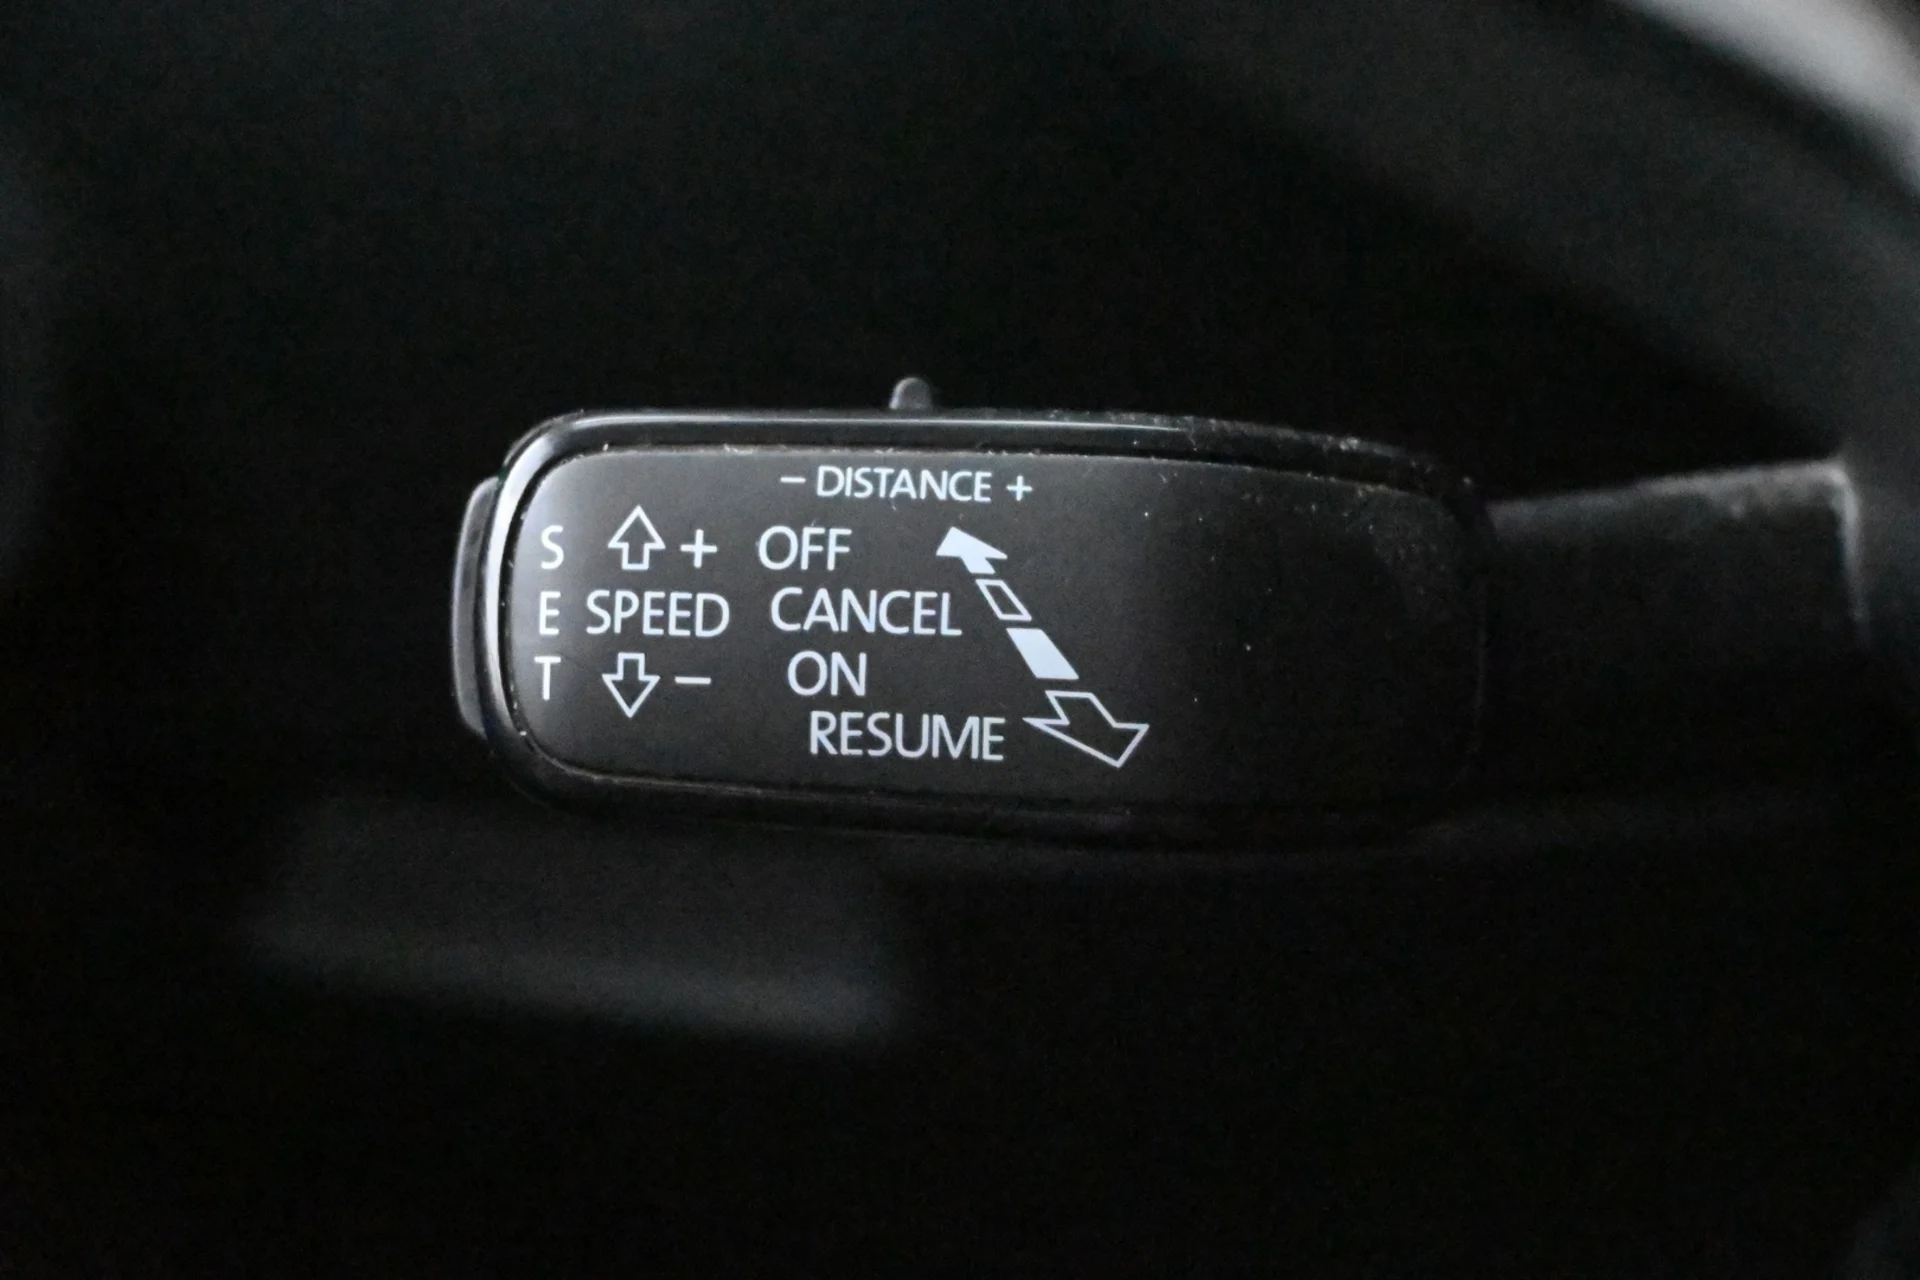 − DISTANCE +
S ⇧ + OFF
E SPEED CANCEL
T ⇩ − ON
RESUME